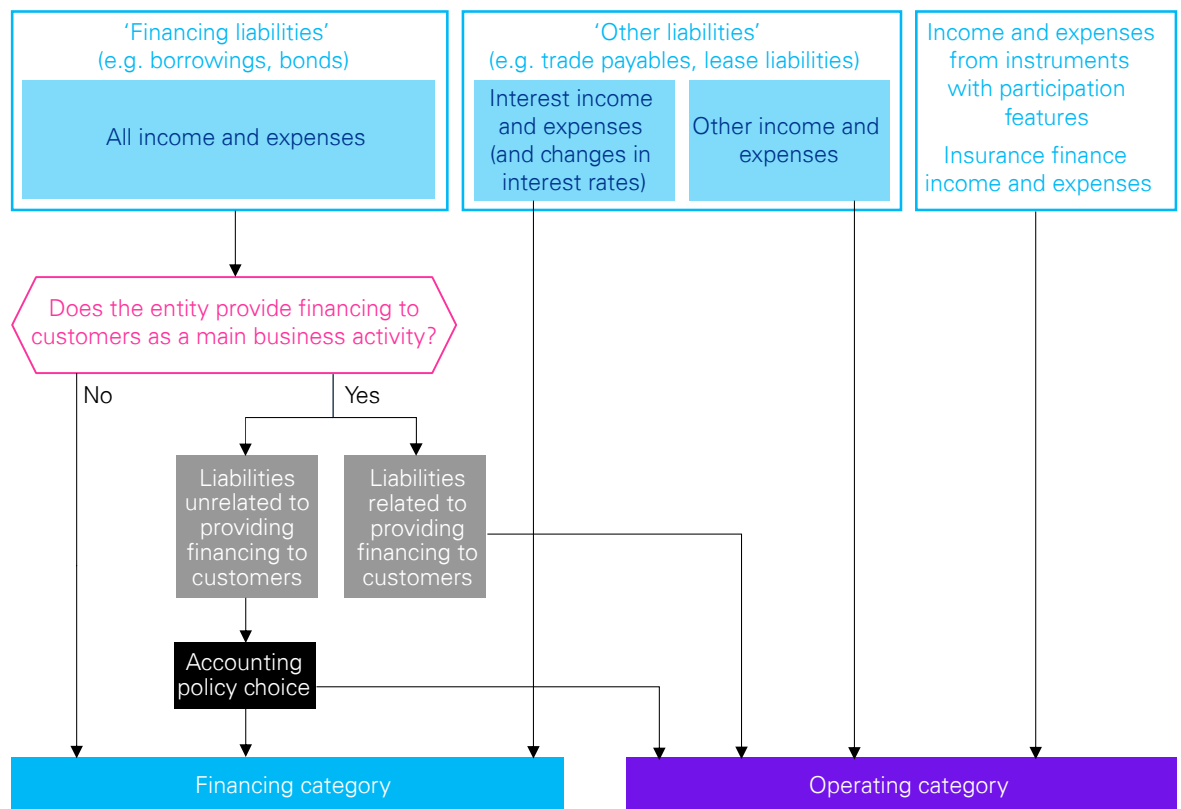 ‘Financing liabilities’
(e.g. borrowings, bonds)
All income and expenses
‘Other liabilities’
(e.g. trade payables, lease liabilities)
Interest income
and expenses
(and changes in
interest rates)
Other income and
expenses
Income and expenses
from instruments
with participation
features
Insurance finance
income and expenses
Does the entity provide financing to
customers as a main business activity?
No
Yes
Liabilities
unrelated to
providing
financing to
customers
Liabilities
related to
providing
financing to
customers
Accounting
policy choice
Financing category
Operating category